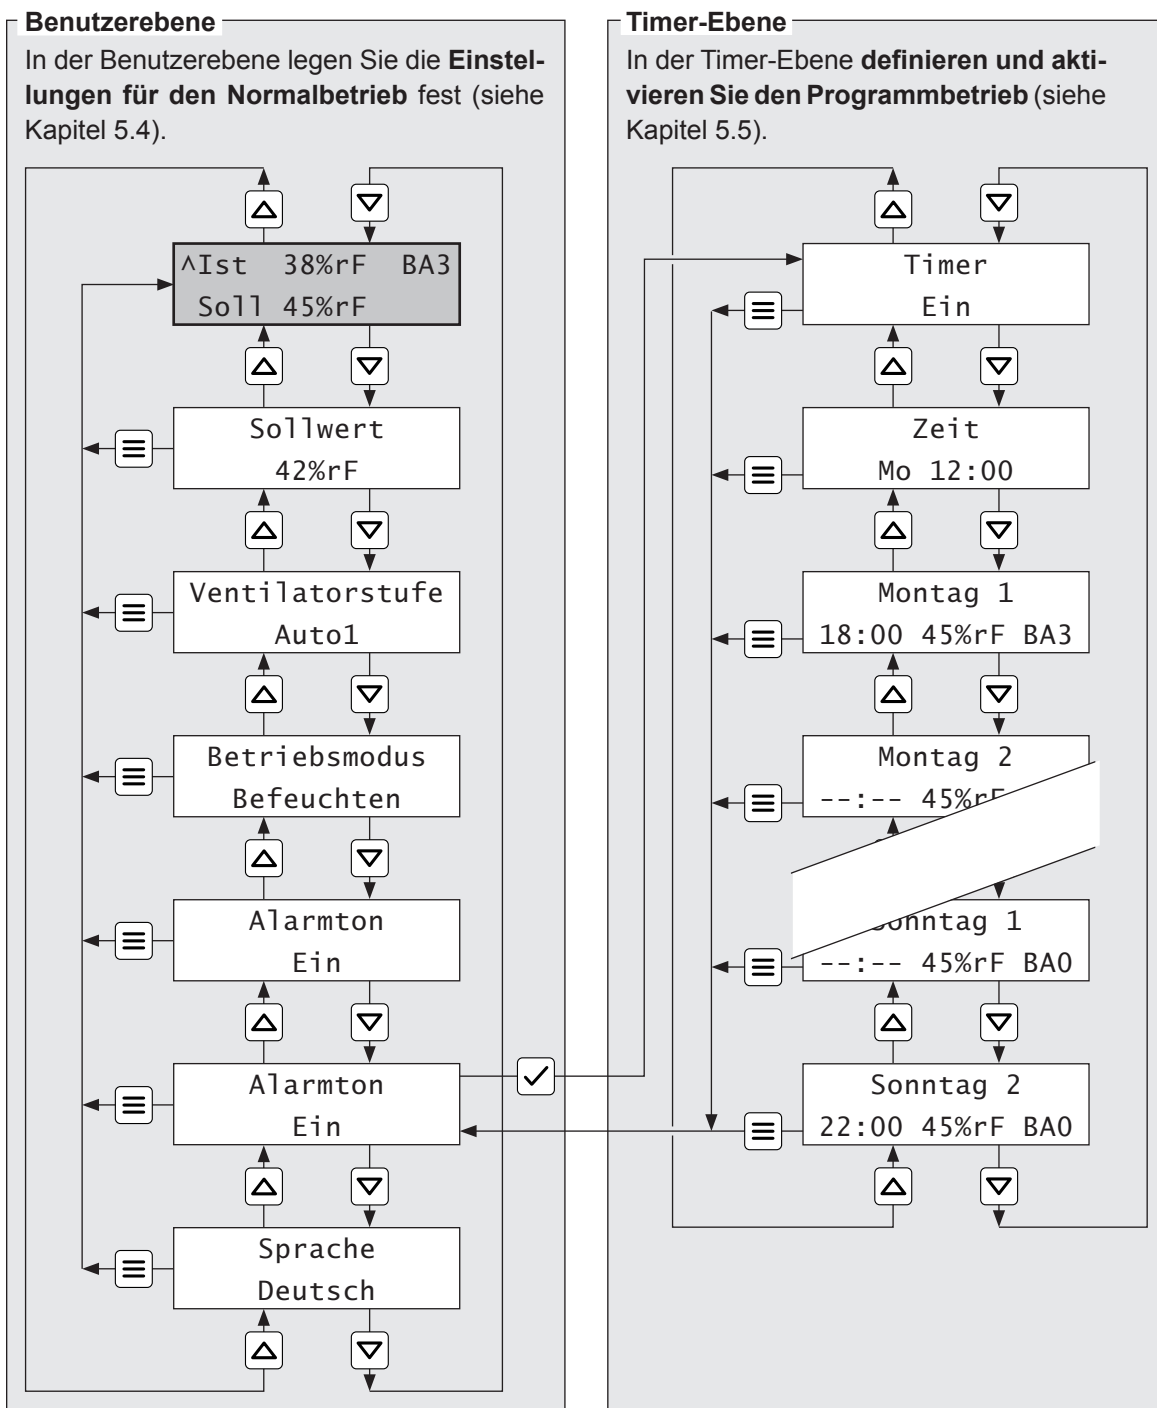 Benutzerebene
In der Benutzerebene legen Sie die Einstel-
lungen für den Normalbetrieb fest (siehe
Kapitel 5.4).
^Ist 38%rF BA3
Soll 45%rF
Sollwert
42%rF
Ventilatorstufe
Auto1
Betriebsmodus
Befeuchten
Alarmton
Ein
Alarmton
Ein
Sprache
Deutsch
Timer-Ebene
In der Timer-Ebene definieren und akti-
vieren Sie den Programmbetrieb (siehe
Kapitel 5.5).
Timer
Ein
Zeit
Mo 12:00
Montag 1
18:00 45%rF BA3
Montag 2
--:-- 45%rF
Sonntag 1
--:-- 45%rF BA0
Sonntag 2
22:00 45%rF BA0